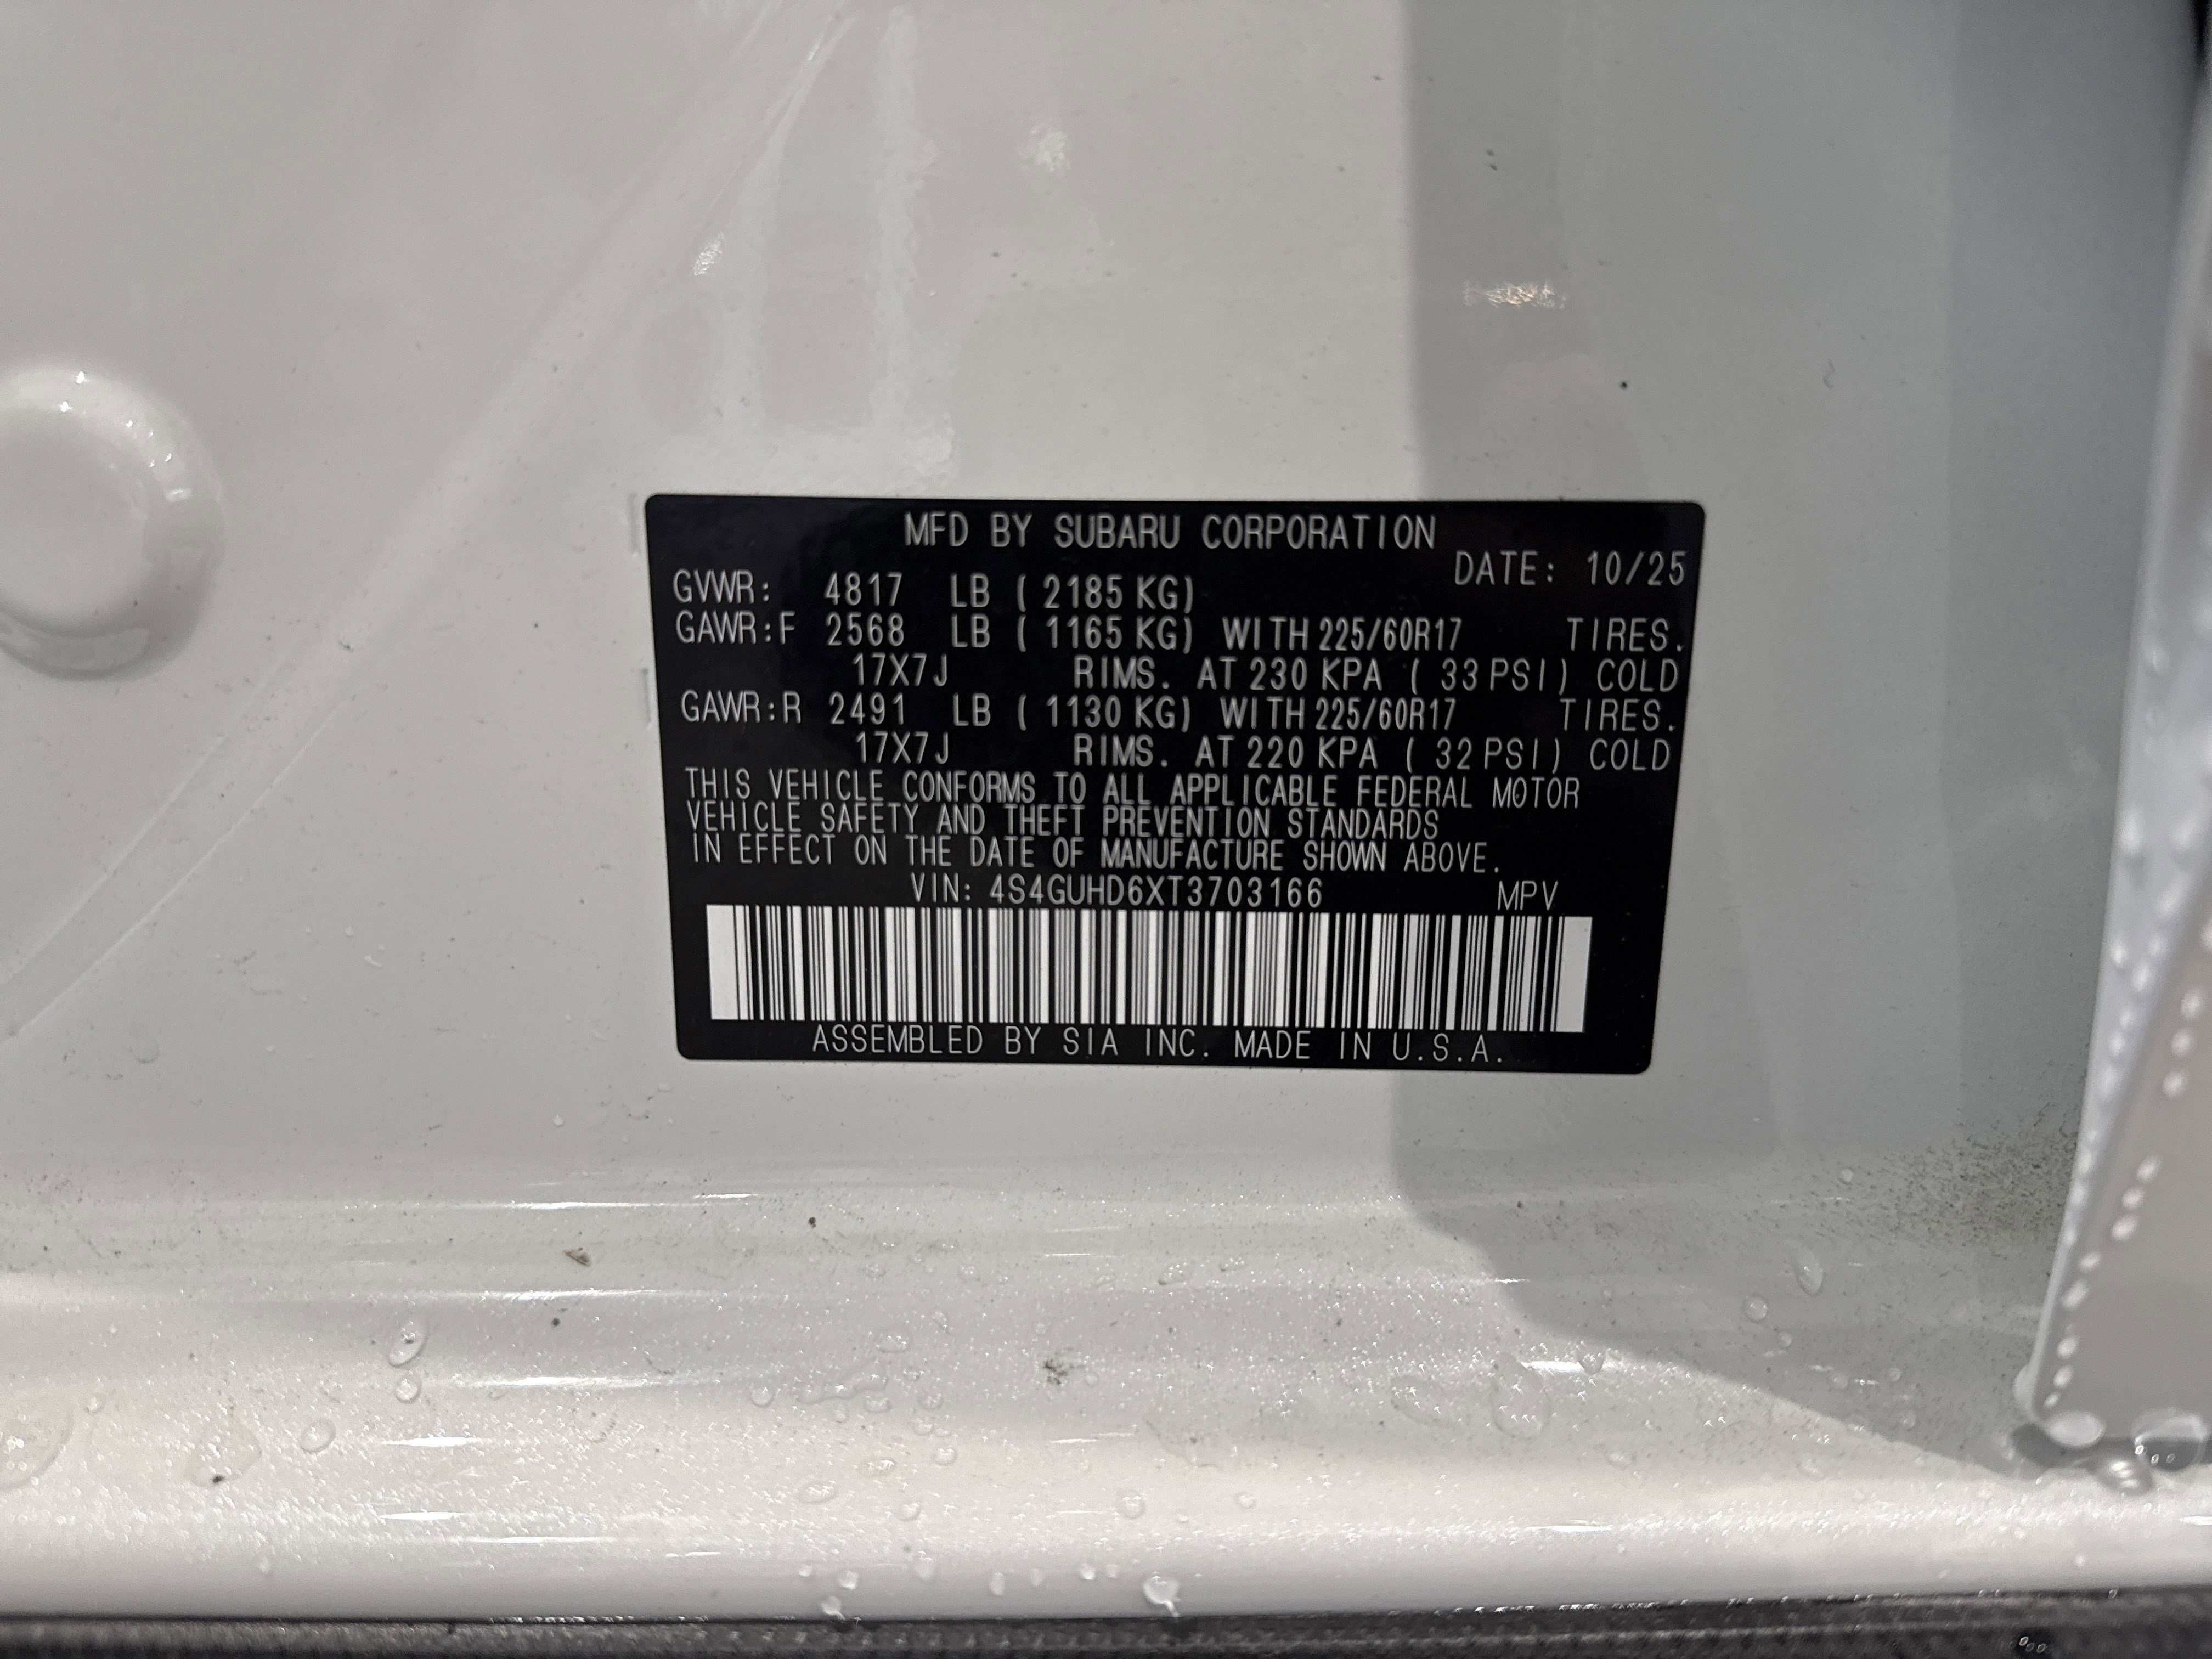 MFD BY SUBARU CORPORATION
DATE: 10/25
GVWR: 4817 LB ( 2185 KG)
GAWR:F 2568 LB ( 1165 KG) WITH 225/60R17 TIRES.
17X7J RIMS. AT 230 KPA ( 33 PSI) COLD
GAWR:R 2491 LB ( 1130 KG) WITH 225/60R17 TIRES.
17X7J RIMS. AT 220 KPA ( 32 PSI) COLD
THIS VEHICLE CONFORMS TO ALL APPLICABLE FEDERAL MOTOR
VEHICLE SAFETY AND THEFT PREVENTION STANDARDS
IN EFFECT ON THE DATE OF MANUFACTURE SHOWN ABOVE.
VIN: 4S4GUHD6XT3703166 MPV
ASSEMBLED BY SIA INC. MADE IN U.S.A.